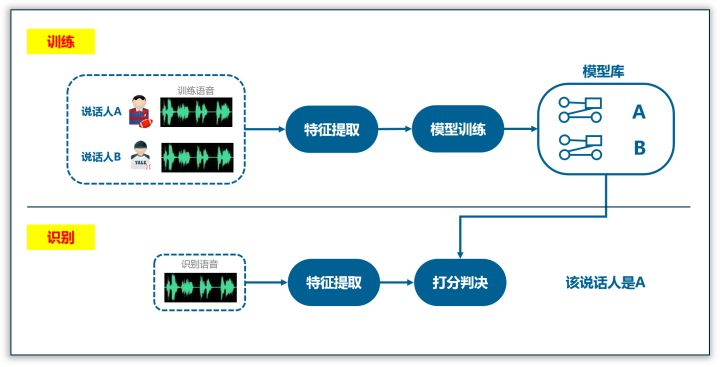 训练
训练语音
说话人A
说话人B
YALE
特征提取
模型训练
模型库
A
B
识别
识别语音
特征提取
打分判决
该说话人是A